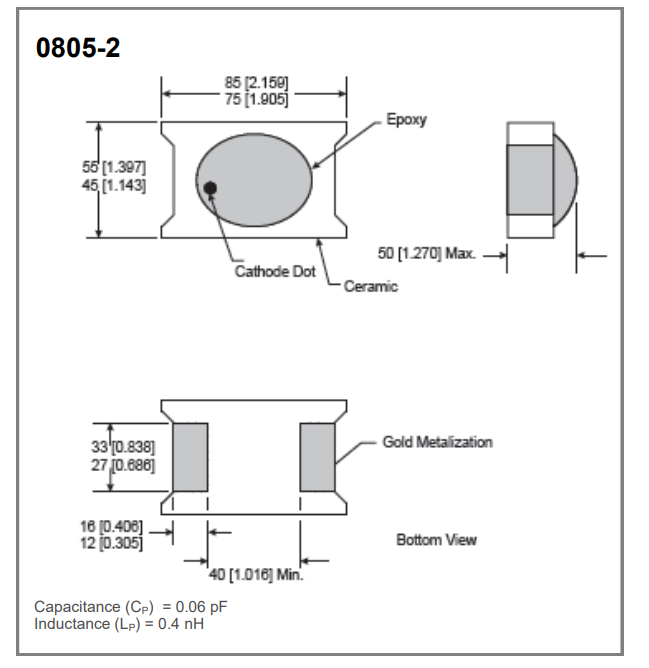 0805-2
85 [2.159]
75 [1.905]
Epoxy
55 [1.397]
45 [1.143]
50 [1.270] Max.
Cathode Dot
Ceramic
33 [0.838]
27 [0.686]
Gold Metalization
16 [0.406]
12 [0.305]
Bottom View
40 [1.016] Min.
Capacitance (CP) = 0.06 pF
Inductance (LP) = 0.4 nH